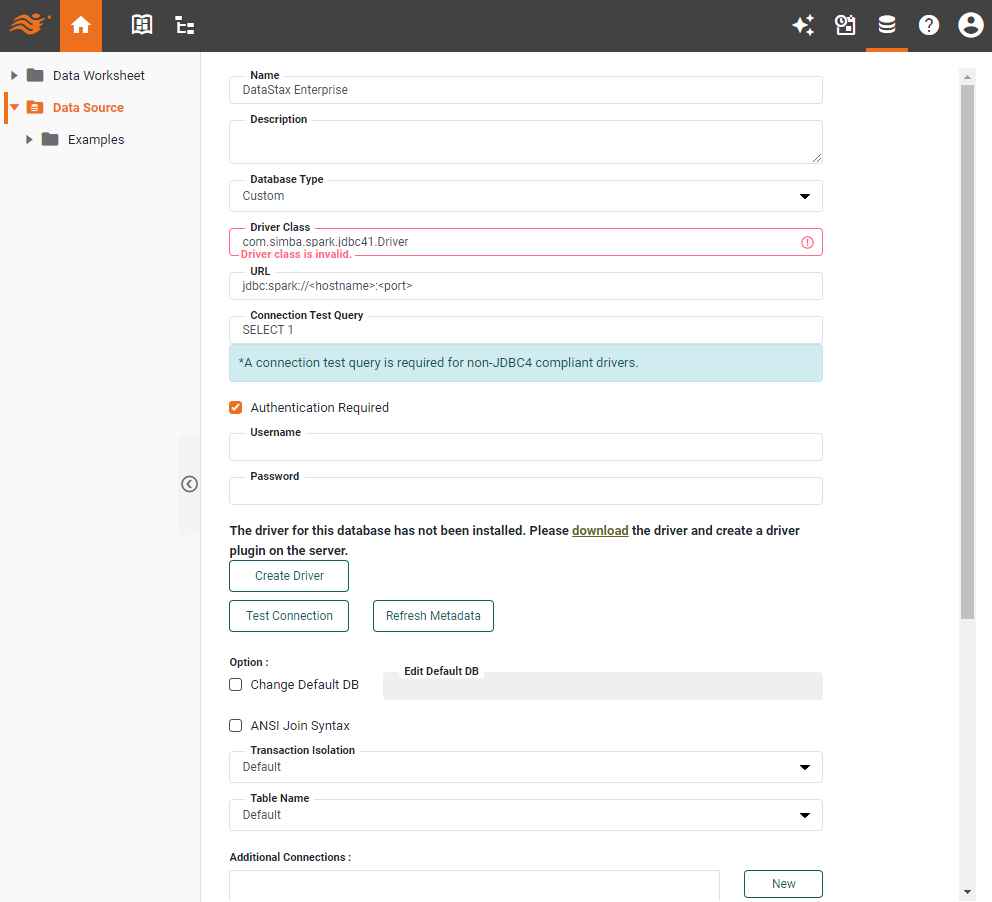 Data Worksheet
Data Source
Examples
Name
DataStax Enterprise
Description
Database Type
Custom
Driver Class
com.simba.spark.jdbc41.Driver
Driver class is invalid.
URL
jdbc:spark://<hostname>:<port>
Connection Test Query
SELECT 1
*A connection test query is required for non-JDBC4 compliant drivers.
Authentication Required
Username
Password
The driver for this database has not been installed. Please download the driver and create a driver
plugin on the server.
Create Driver
Test Connection Refresh Metadata
Option :
Edit Default DB
Change Default DB
ANSI Join Syntax
Transaction Isolation
Default
Table Name
Default
Additional Connections :
New